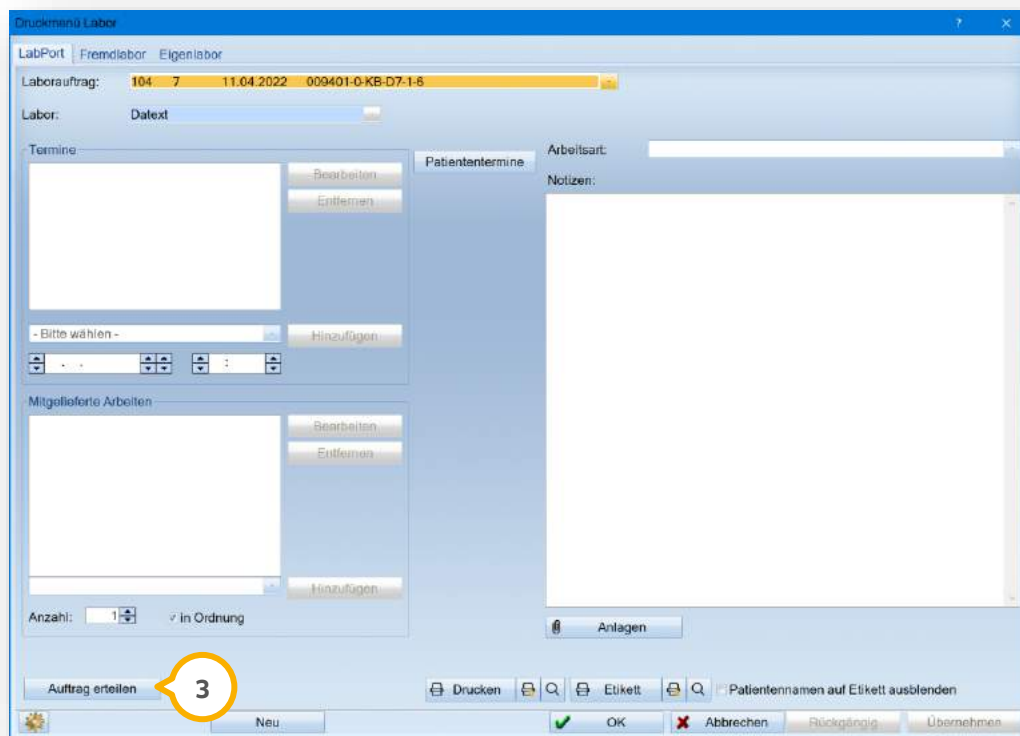 Druckmenü Labor
LabPort Fremdlabor Eigenlabor
Laborauftrag: 104 7 11.04.2022 009401-0-KB-D7-1-6
Labor: Datext
Termine
Bearbeiten
Entfernen
- Bitte wählen -
Hinzufügen
. . :
Patiententermine
Arbeitsart:
Notizen:
Mitgelieferte Arbeiten
Bearbeiten
Entfernen
Hinzufügen
Anzahl: 1 in Ordnung
Anlagen
Auftrag erteilen 3
Drucken Etikett Patientennamen auf Etikett ausblenden
Neu OK Abbrechen Rückgängig Übernehmen